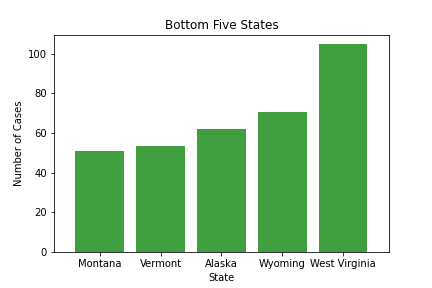 Bottom Five States
Number of Cases
100
80
60
40
20
0
Montana Vermont Alaska Wyoming West Virginia
State